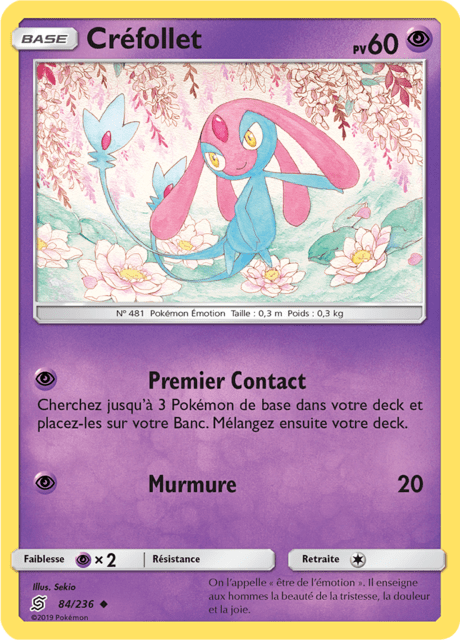 BASE Créfollet PV60
N° 481 Pokémon Émotion Taille : 0,3 m Poids : 0,3 kg
Premier Contact
Cherchez jusqu'à 3 Pokémon de base dans votre deck et
placez-les sur votre Banc. Mélangez ensuite votre deck.
Murmure 20
Faiblesse ×2 Résistance Retraite
Illus. Sekio
84/236
©2019 Pokémon
On l'appelle « être de l'émotion ». Il enseigne
aux hommes la beauté de la tristesse, la douleur
et la joie.